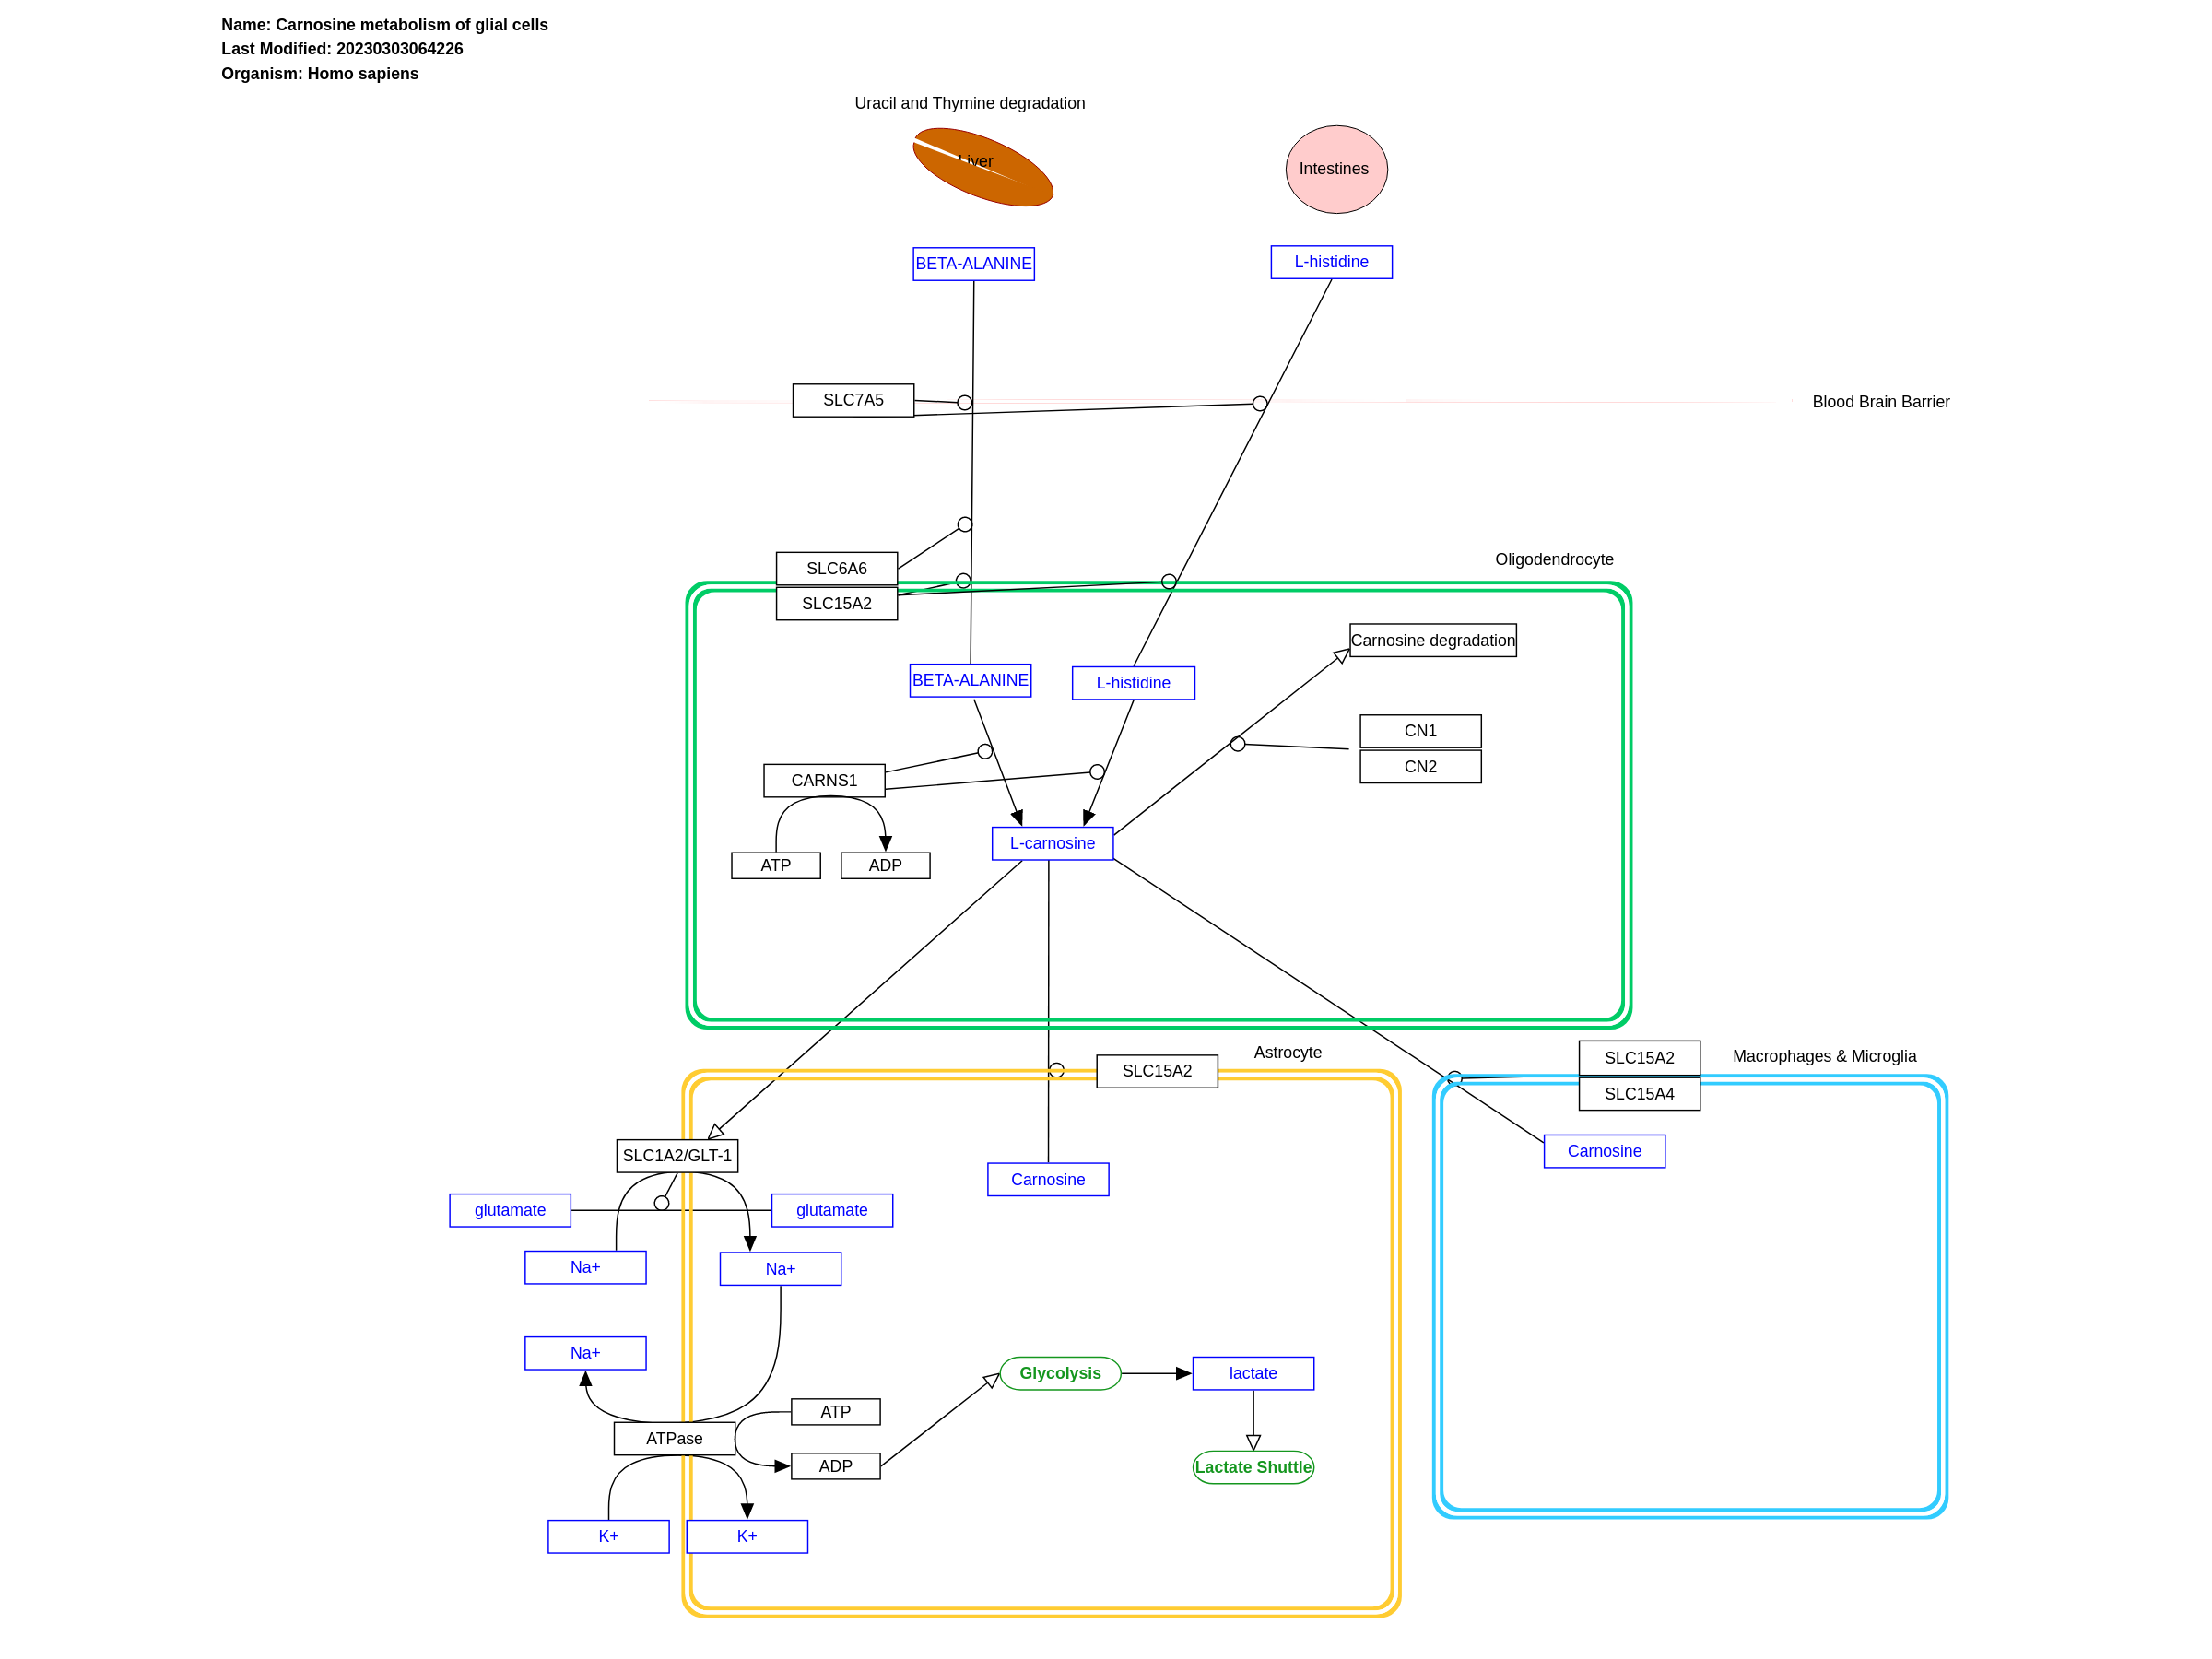 Name: Carnosine metabolism of glial cells
Last Modified: 20230303064226
Organism: Homo sapiens
Uracil and Thymine degradation
Liver
Intestines
BETA-ALANINE
L-histidine
SLC7A5
Blood Brain Barrier
SLC6A6
SLC15A2
Oligodendrocyte
Carnosine degradation
BETA-ALANINE
L-histidine
CN1
CN2
CARNS1
ATP
ADP
L-carnosine
Astrocyte
SLC15A2
SLC15A2
SLC15A4
Macrophages & Microglia
SLC1A2/GLT-1
Carnosine
Carnosine
glutamate
glutamate
Na+
Na+
Na+
Glycolysis
lactate
ATP
ATPase
ADP
Lactate Shuttle
K+
K+